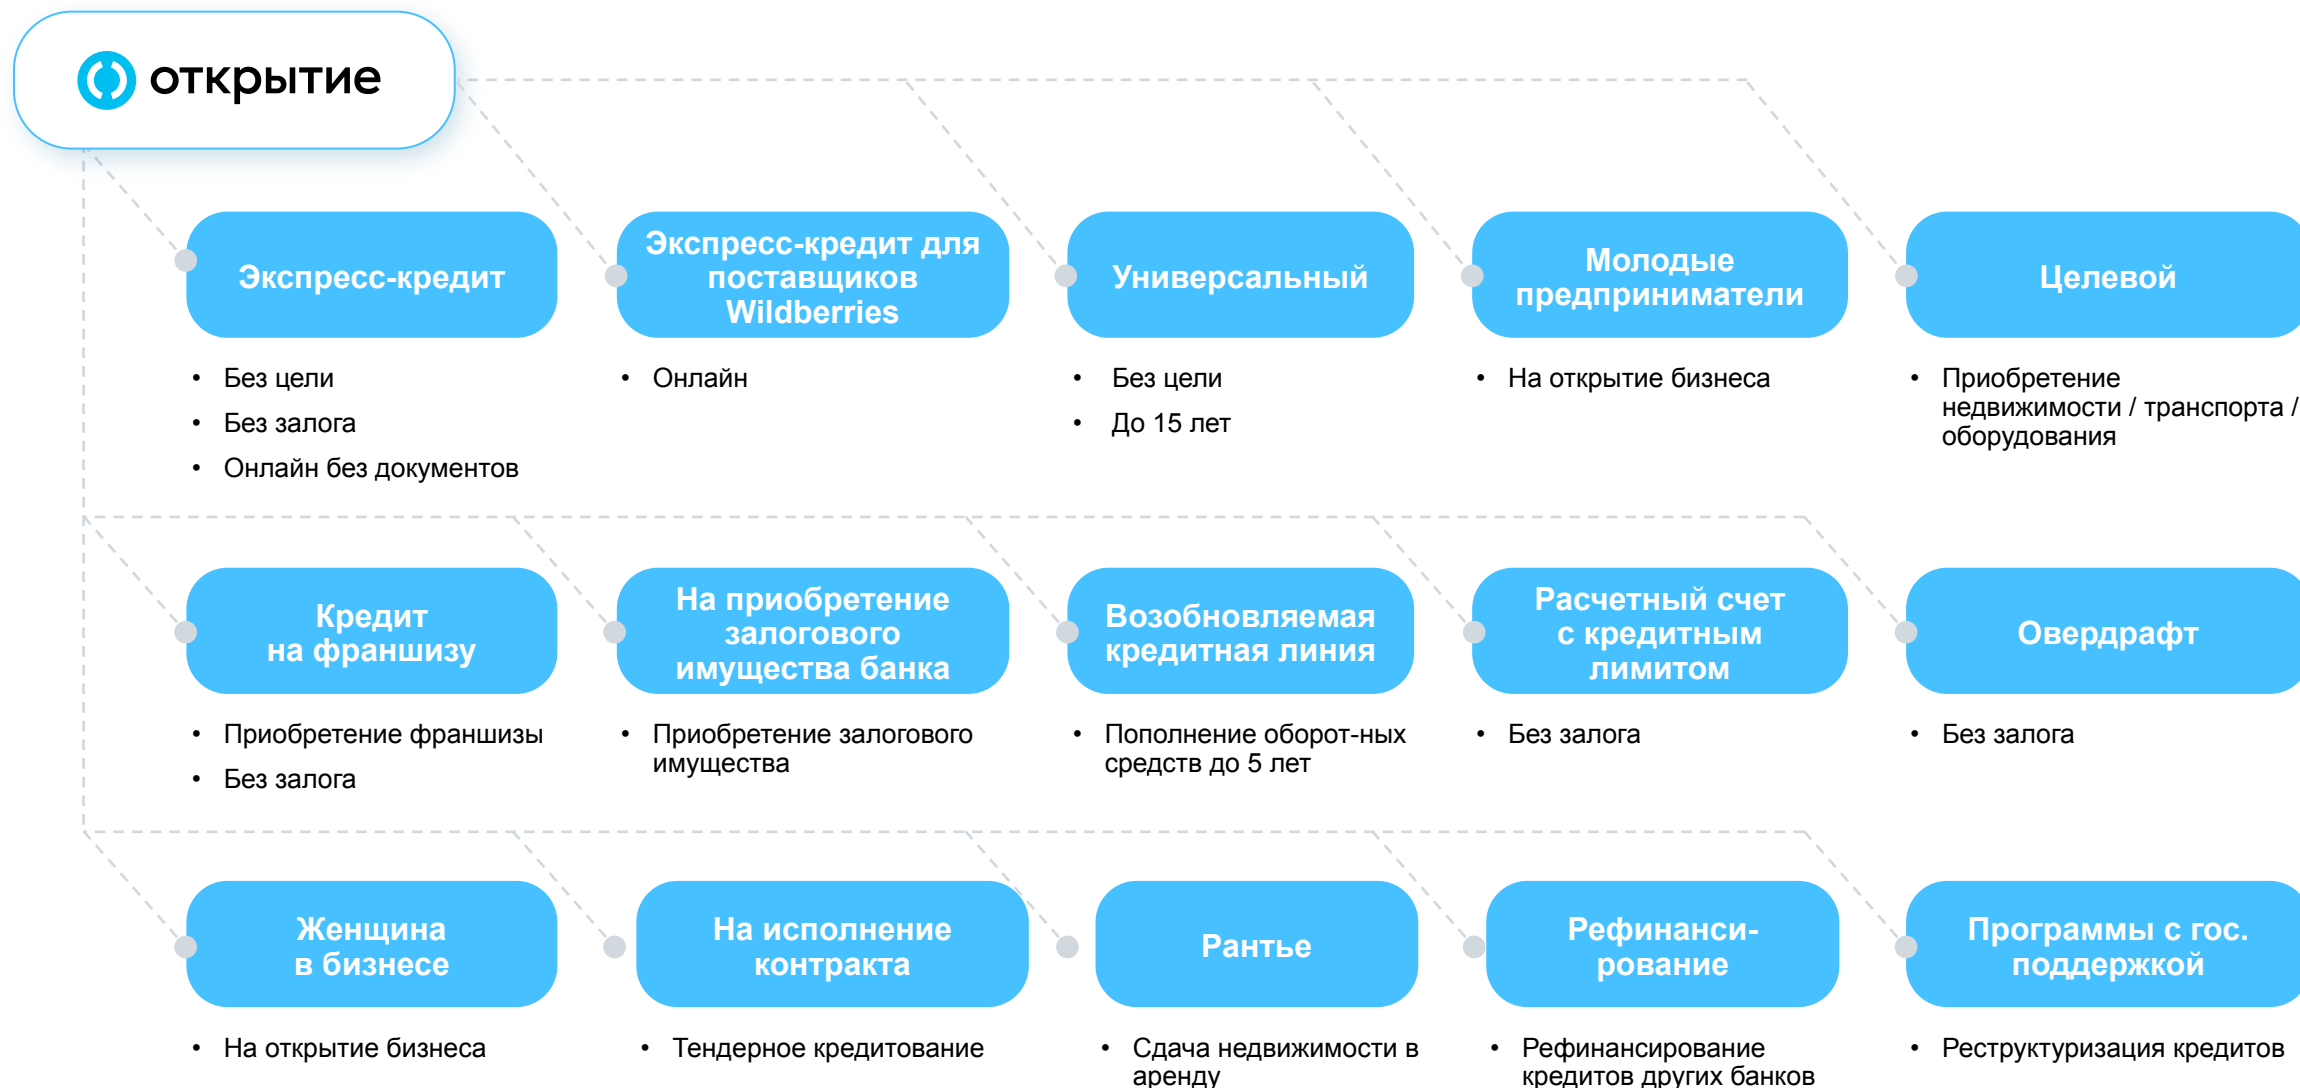 открытие
Экспресс-кредит
• Без цели
• Без залога
• Онлайн без документов
Экспресс-кредит для
поставщиков
Wildberries
• Онлайн
Универсальный
• Без цели
• До 15 лет
Молодые
предприниматели
• На открытие бизнеса
Целевой
• Приобретение
недвижимости / транспорта /
оборудования
Кредит
на франшизу
• Приобретение франшизы
• Без залога
На приобретение
залогового
имущества банка
• Приобретение залогового
имущества
Возобновляемая
кредитная линия
• Пополнение оборот-ных
средств до 5 лет
Расчетный счет
с кредитным
лимитом
• Без залога
Овердрафт
• Без залога
Женщина
в бизнесе
• На открытие бизнеса
На исполнение
контракта
• Тендерное кредитование
Рантье
• Сдача недвижимости в
аренду
Рефинанси-
рование
• Рефинансирование
кредитов других банков
Программы с гос.
поддержкой
• Реструктуризация кредитов